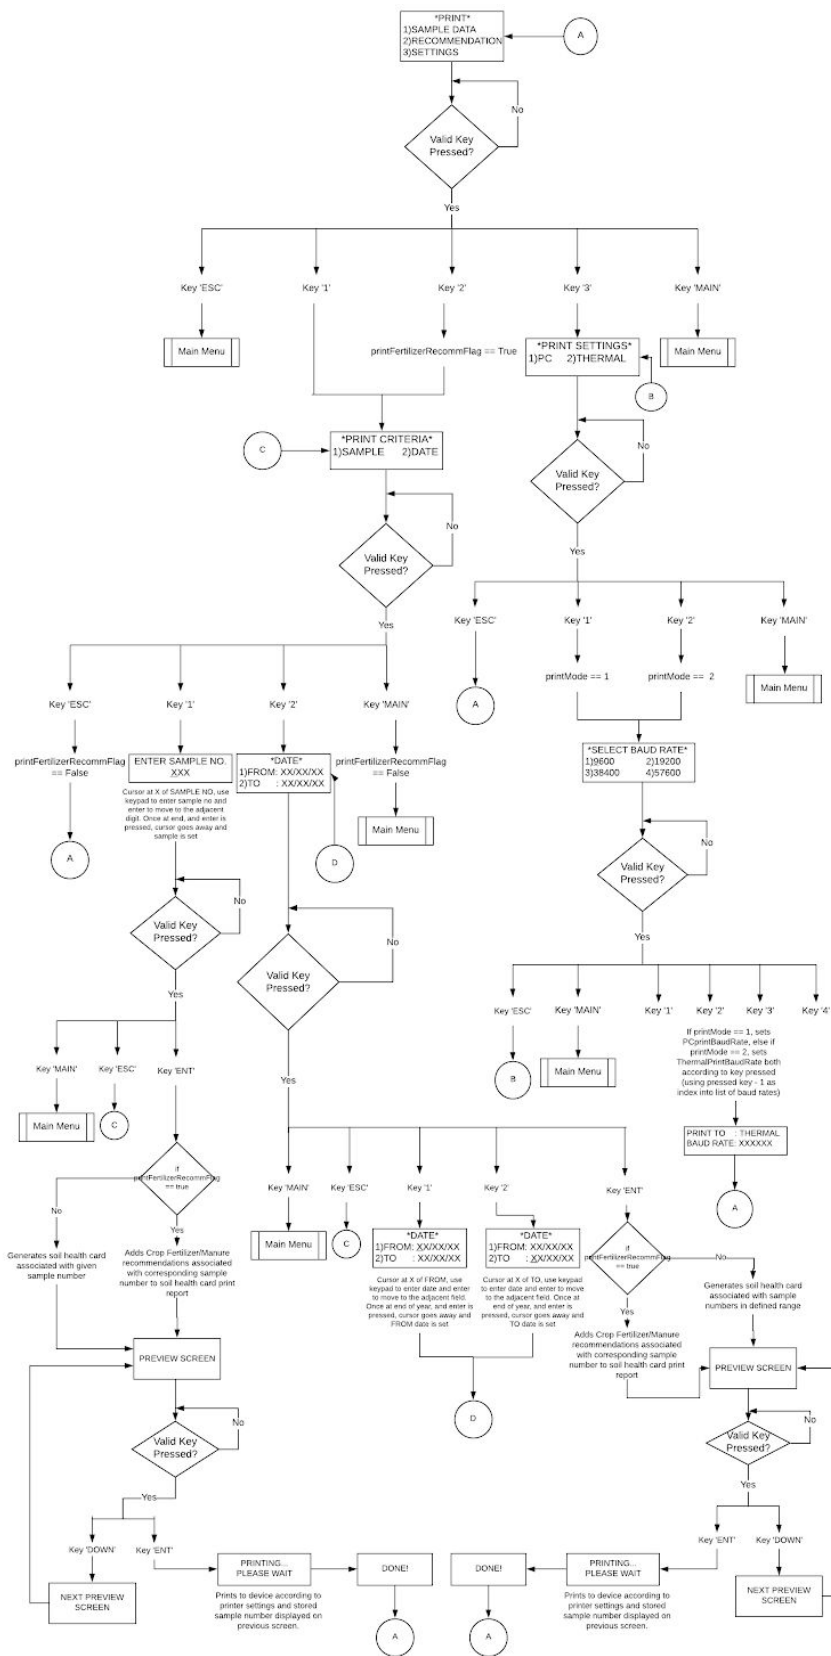 *PRINT*
1)SAMPLE DATA
2)RECOMMENDATION
3)SETTINGS
A
No
Valid Key
Pressed?
Yes
Key 'ESC'
Key '1'
Key '2'
Key '3'
Key 'MAIN'
Main Menu
printFertilizerRecommFlag == True
*PRINT SETTINGS*
1)PC 2)THERMAL
Main Menu
B
C
*PRINT CRITERIA*
1)SAMPLE 2)DATE
No
Valid Key
Pressed?
No
Valid Key
Pressed?
Yes
Yes
Key 'ESC'
Key '1'
Key '2'
Key 'MAIN'
printMode == 1
printMode == 2
A
Main Menu
Key 'ESC'
Key '1'
Key '2'
Key 'MAIN'
printFertilizerRecommFlag
== False
ENTER SAMPLE NO.
XXX
*DATE*
1)FROM: XX/XX/XX
2)TO : XX/XX/XX
printFertilizerRecommFlag
== False
*SELECT BAUD RATE*
1)9600 2)19200
3)38400 4)57600
Cursor at X of SAMPLE NO, use
keypad to enter sample no and
enter to move to the adjacent
digit. Once at end, and enter is
pressed, cursor goes away and
sample is set
Main Menu
A
D
No
Valid Key
Pressed?
Yes
No
Valid Key
Pressed?
Yes
No
Valid Key
Pressed?
Yes
Key 'ESC'
Key 'MAIN'
Key '1'
Key '2'
Key '3'
Key '4'
B
Main Menu
If printMode == 1, sets
PCprintBaudRate, else if
printMode == 2, sets
ThermalPrintBaudRate both
according to key pressed
(using pressed key - 1 as
index into list of baud rates)
PRINT TO : THERMAL
BAUD RATE: XXXXXX
A
Key 'MAIN'
Key 'ESC'
Key 'ENT'
Main Menu
C
if
printFertilizerRecommFlag
== true
No
Yes
Generates soil health card
associated with given
sample number
Adds Crop Fertilizer/Manure
recommendations associated
with corresponding sample
number to soil health card print
report
Key 'MAIN'
Key 'ESC'
Key '1'
Key '2'
Key 'ENT'
Main Menu
C
*DATE*
1)FROM: XX/XX/XX
2)TO : XX/XX/XX
*DATE*
1)FROM: XX/XX/XX
2)TO : XX/XX/XX
Cursor at X of FROM, use
keypad to enter date and enter
to move to the adjacent field.
Once at end of year, and enter is
pressed, cursor goes away and
FROM date is set
Cursor at X of TO, use keypad
to enter date and enter to move
to the adjacent field. Once at
end of year, and enter is
pressed, cursor goes away and
TO date is set
D
if
printFertilizerRecommFlag
== true
No
Yes
Generates soil health card
associated with sample
numbers in defined range
Adds Crop Fertilizer/Manure
recommendations associated
with corresponding sample
number to soil health card print
report
PREVIEW SCREEN
No
Valid Key
Pressed?
Yes
Key 'DOWN'
Key 'ENT'
NEXT PREVIEW
SCREEN
PRINTING...
PLEASE WAIT
DONE!
Prints to device according to
printer settings and stored
sample number displayed on
previous screen.
A
PREVIEW SCREEN
No
Valid Key
Pressed?
Yes
Key 'ENT'
Key 'DOWN'
DONE!
PRINTING...
PLEASE WAIT
NEXT PREVIEW
SCREEN
Prints to device according to
printer settings and stored
sample number displayed on
previous screen.
A